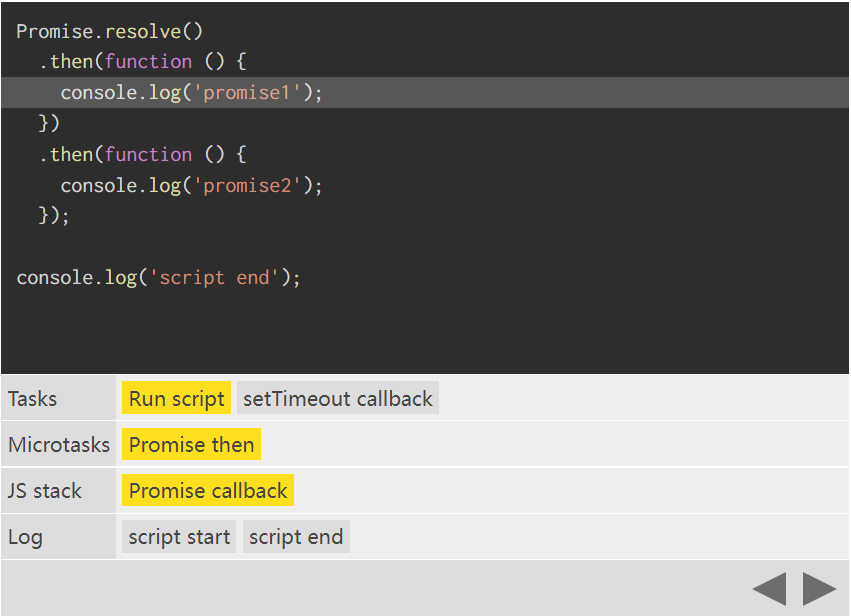 Promise.resolve()
  .then(function () {
    console.log('promise1');
  })
  .then(function () {
    console.log('promise2');
  });
console.log('script end');
Tasks Run script setTimeout callback
Microtasks Promise then
JS stack Promise callback
Log script start script end